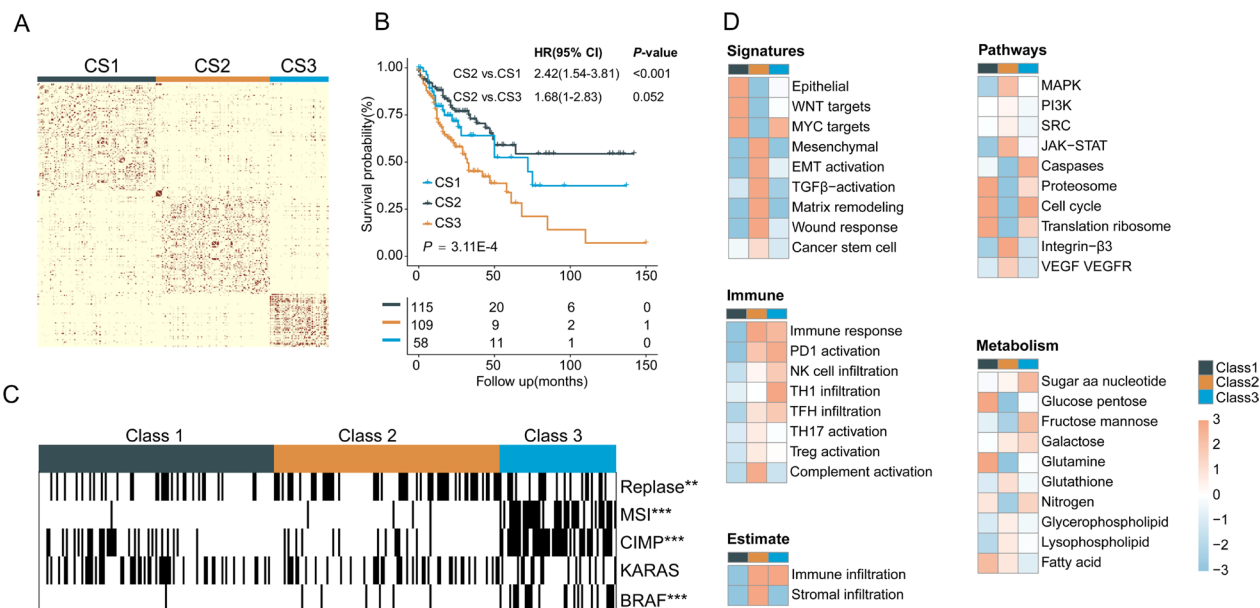 A
CS1 CS2 CS3
B
HR(95% CI) P-value
CS2 vs.CS1 2.42(1.54-3.81) <0.001
CS2 vs.CS3 1.68(1-2.83) 0.052
Survival probability(%)
1.00
0.75
0.50
0.25
0.00
CS1
CS2
CS3
P = 3.11E-4
0 50 100 150
115 20 6 0
109 9 2 1
58 11 1 0
0 50 100 150
Follow up(months)
C
Class 1 Class 2 Class 3
Replase**
MSI***
CIMP***
KARAS
BRAF***
D
Signatures
Epithelial
WNT targets
MYC targets
Mesenchymal
EMT activation
TGFβ−activation
Matrix remodeling
Wound response
Cancer stem cell
Immune
Immune response
PD1 activation
NK cell infiltration
TH1 infiltration
TFH infiltration
TH17 activation
Treg activation
Complement activation
Estimate
Immune infiltration
Stromal infiltration
Pathways
MAPK
PI3K
SRC
JAK−STAT
Caspases
Proteosome
Cell cycle
Translation ribosome
Integrin−β3
VEGF VEGFR
Metabolism
Sugar aa nucleotide
Glucose pentose
Fructose mannose
Galactose
Glutamine
Glutathione
Nitrogen
Glycerophospholipid
Lysophospholipid
Fatty acid
Class1
Class2
Class3
3
2
1
0
−1
−2
−3